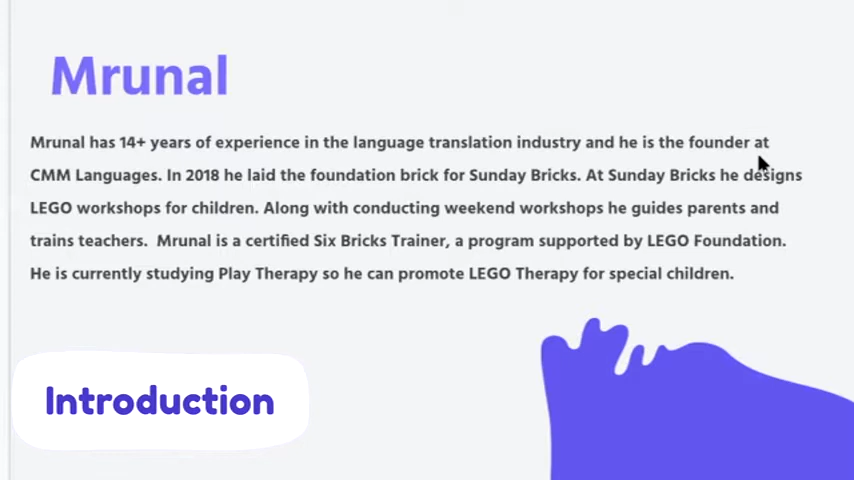 Mrunal
Mrunal has 14+ years of experience in the language translation industry and he is the founder at
CMM Languages. In 2018 he laid the foundation brick for Sunday Bricks. At Sunday Bricks he designs
LEGO workshops for children. Along with conducting weekend workshops he guides parents and
trains teachers.  Mrunal is a certified Six Bricks Trainer, a program supported by LEGO Foundation.
He is currently studying Play Therapy so he can promote LEGO Therapy for special children.
Introduction